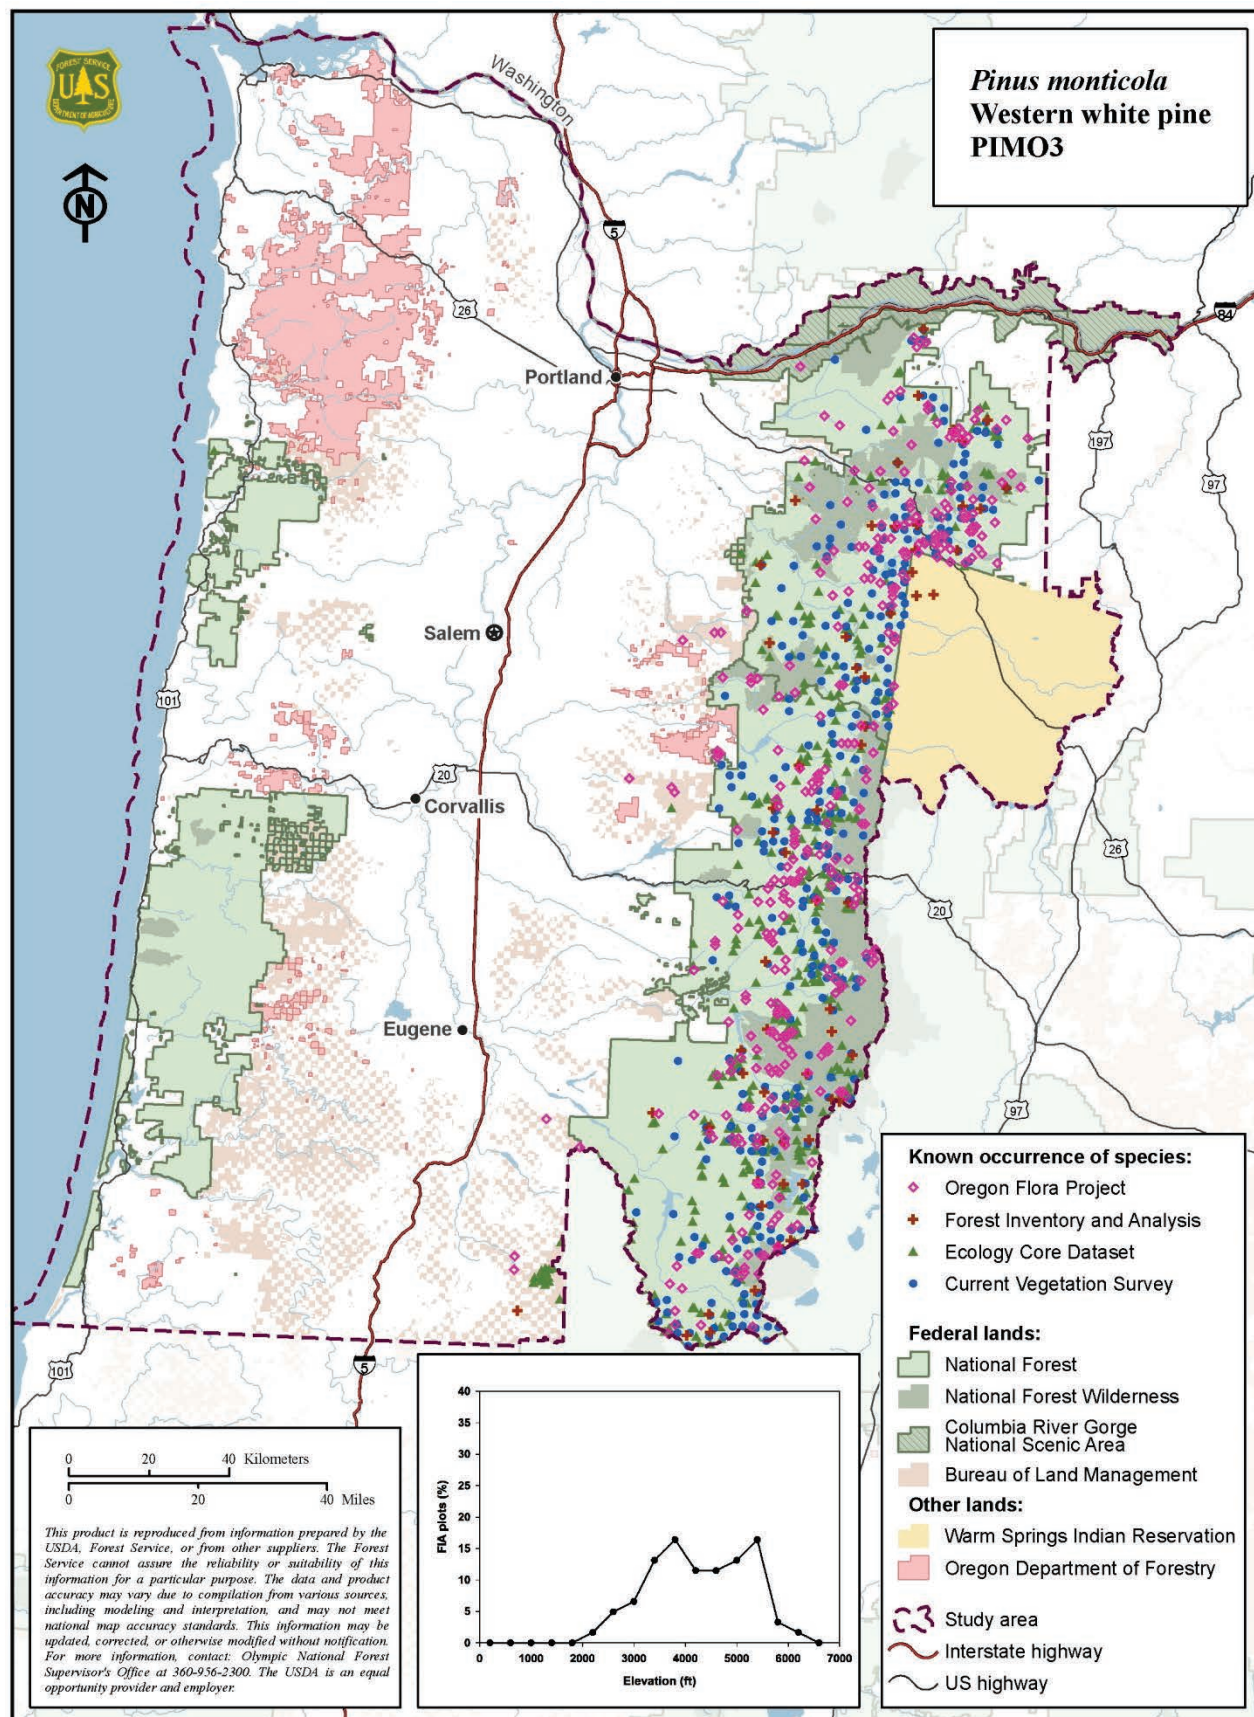 FOREST SERVICE
U S
DEPARTMENT OF AGRICULTURE
N
Washington
Pinus monticola
Western white pine
PIMO3
5
84
26
Portland
197
97
Salem
101
20
Corvallis
26
20
Eugene
97
101
5
Known occurrence of species:
Oregon Flora Project
Forest Inventory and Analysis
Ecology Core Dataset
Current Vegetation Survey
Federal lands:
National Forest
National Forest Wilderness
Columbia River Gorge
National Scenic Area
Bureau of Land Management
Other lands:
Warm Springs Indian Reservation
Oregon Department of Forestry
Study area
Interstate highway
US highway
0 20 40 Kilometers
0 20 40 Miles
This product is reproduced from information prepared by the
USDA, Forest Service, or from other suppliers. The Forest
Service cannot assure the reliability or suitability of this
information for a particular purpose. The data and product
accuracy may vary due to compilation from various sources,
including modeling and interpretation, and may not meet
national map accuracy standards. This information may be
updated, corrected, or otherwise modified without notification.
For more information, contact: Olympic National Forest
Supervisor's Office at 360-956-2300. The USDA is an equal
opportunity provider and employer.
40
35
30
25
20
15
10
5
0
FIA plots (%)
0 1000 2000 3000 4000 5000 6000 7000
Elevation (ft)